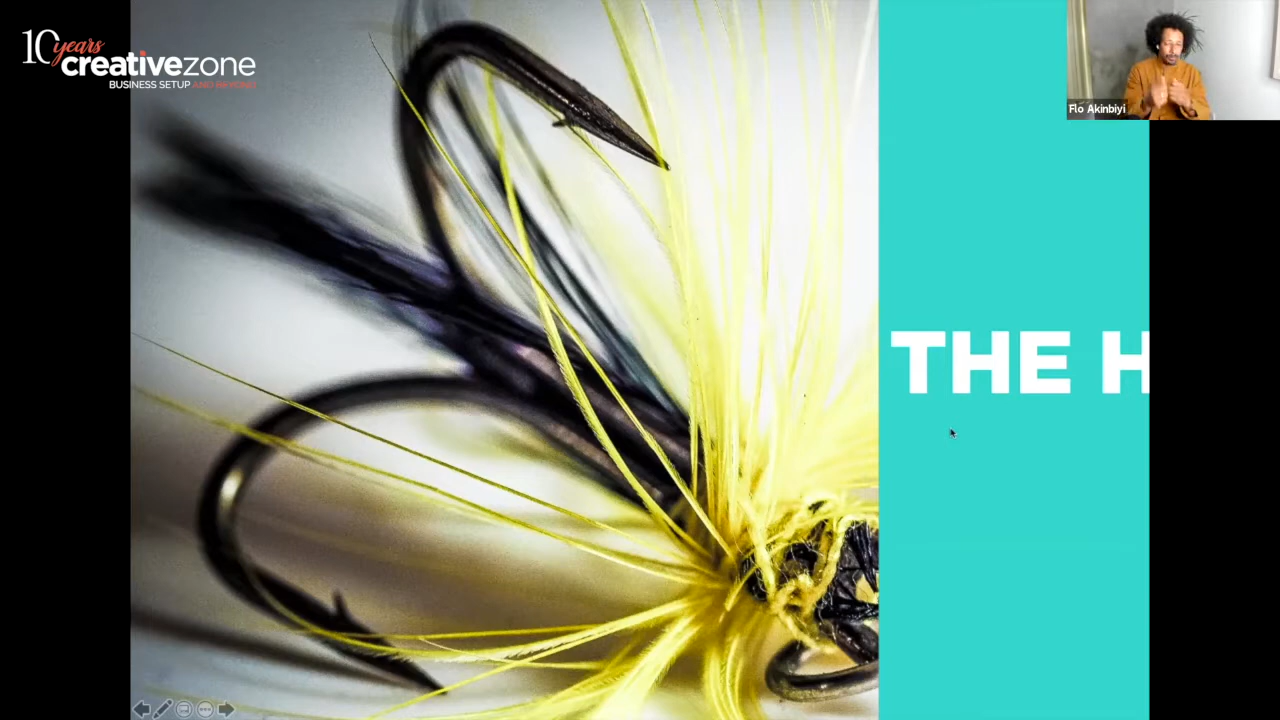 10 years
creativezone
BUSINESS SETUP AND BEYOND
Flo Akinbiyi
THE H